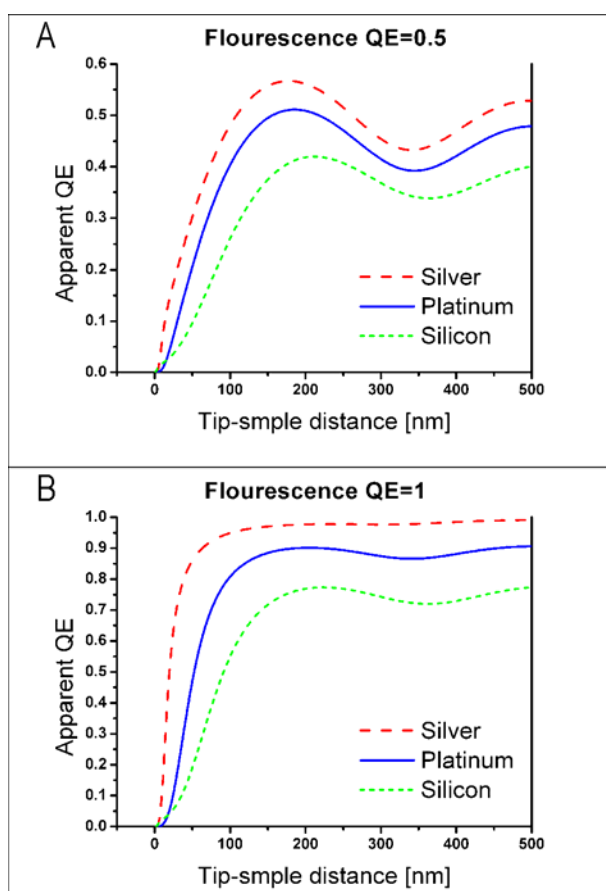 A
Flourescence QE=0.5
0.6
0.5
0.4
0.3
0.2
0.1
0.0
Apparent QE
Silver
Platinum
Silicon
0 100 200 300 400 500
Tip-smple distance [nm]
B
Flourescence QE=1
1.0
0.9
0.8
0.7
0.6
0.5
0.4
0.3
0.2
0.1
0.0
Apparent QE
Silver
Platinum
Silicon
0 100 200 300 400 500
Tip-smple distance [nm]